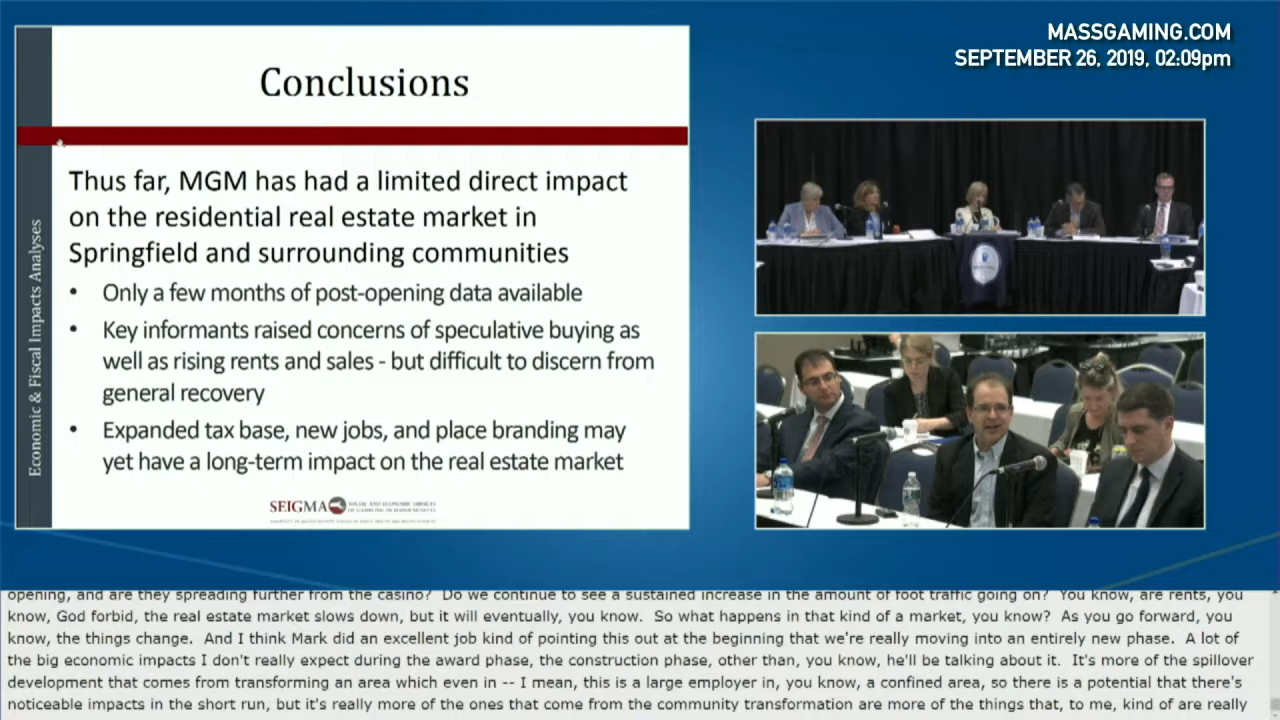 MASSGAMING.COM
SEPTEMBER 26, 2019, 02:09pm
Economic & Fiscal Impacts Analyses
Conclusions
Thus far, MGM has had a limited direct impact
on the residential real estate market in
Springfield and surrounding communities
• Only a few months of post-opening data available
• Key informants raised concerns of speculative buying as
well as rising rents and sales - but difficult to discern from
general recovery
• Expanded tax base, new jobs, and place branding may
yet have a long-term impact on the real estate market
SEIGMA SOCIAL AND ECONOMIC IMPACTS
OF GAMBLING IN MASSACHUSETTS
opening, and are they spreading further from the casino?  Do we continue to see a sustained increase in the amount of foot traffic going on?  You know, are rents, you
know, God forbid, the real estate market slows down, but it will eventually, you know.  So what happens in that kind of a market, you know?  As you go forward, you
know, the things change.  And I think Mark did an excellent job kind of pointing this out at the beginning that we're really moving into an entirely new phase.  A lot of
the big economic impacts I don't really expect during the award phase, the construction phase, other than, you know, he'll be talking about it.  It's more of the spillover
development that comes from transforming an area which even in -- I mean, this is a large employer in, you know, a confined area, so there is a potential that there's
noticeable impacts in the short run, but it's really more of the ones that come from the community transformation are more of the things that, to me, kind of are really